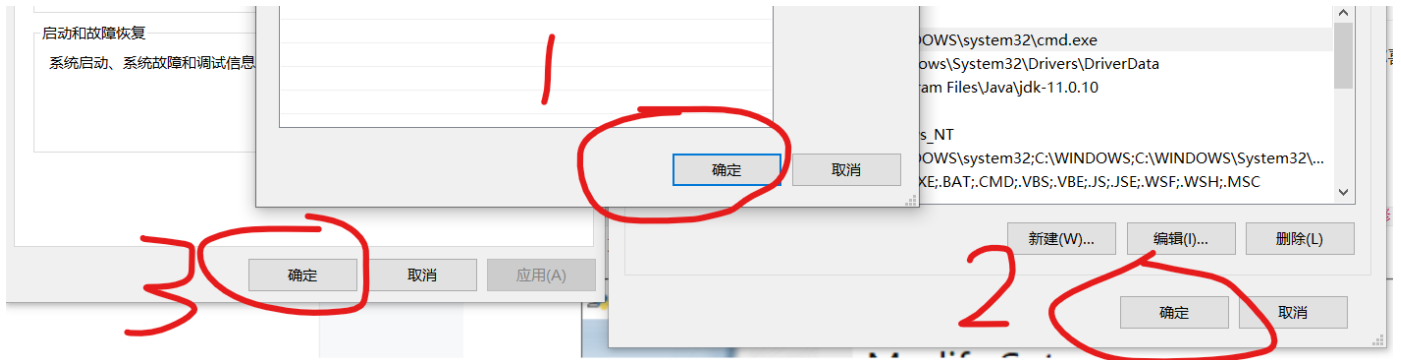 启动和故障恢复
系统启动、系统故障和调试信息
1
确定
取消
3
确定
取消
应用(A)
OWS\system32\cmd.exe
ows\System32\Drivers\DriverData
ram Files\Java\jdk-11.0.10
s_NT
OWS\system32;C:\WINDOWS;C:\WINDOWS\System32\...
XE;.BAT;.CMD;.VBS;.VBE;.JS;.JSE;.WSF;.WSH;.MSC
新建(W)...
编辑(I)...
删除(L)
2
确定
取消